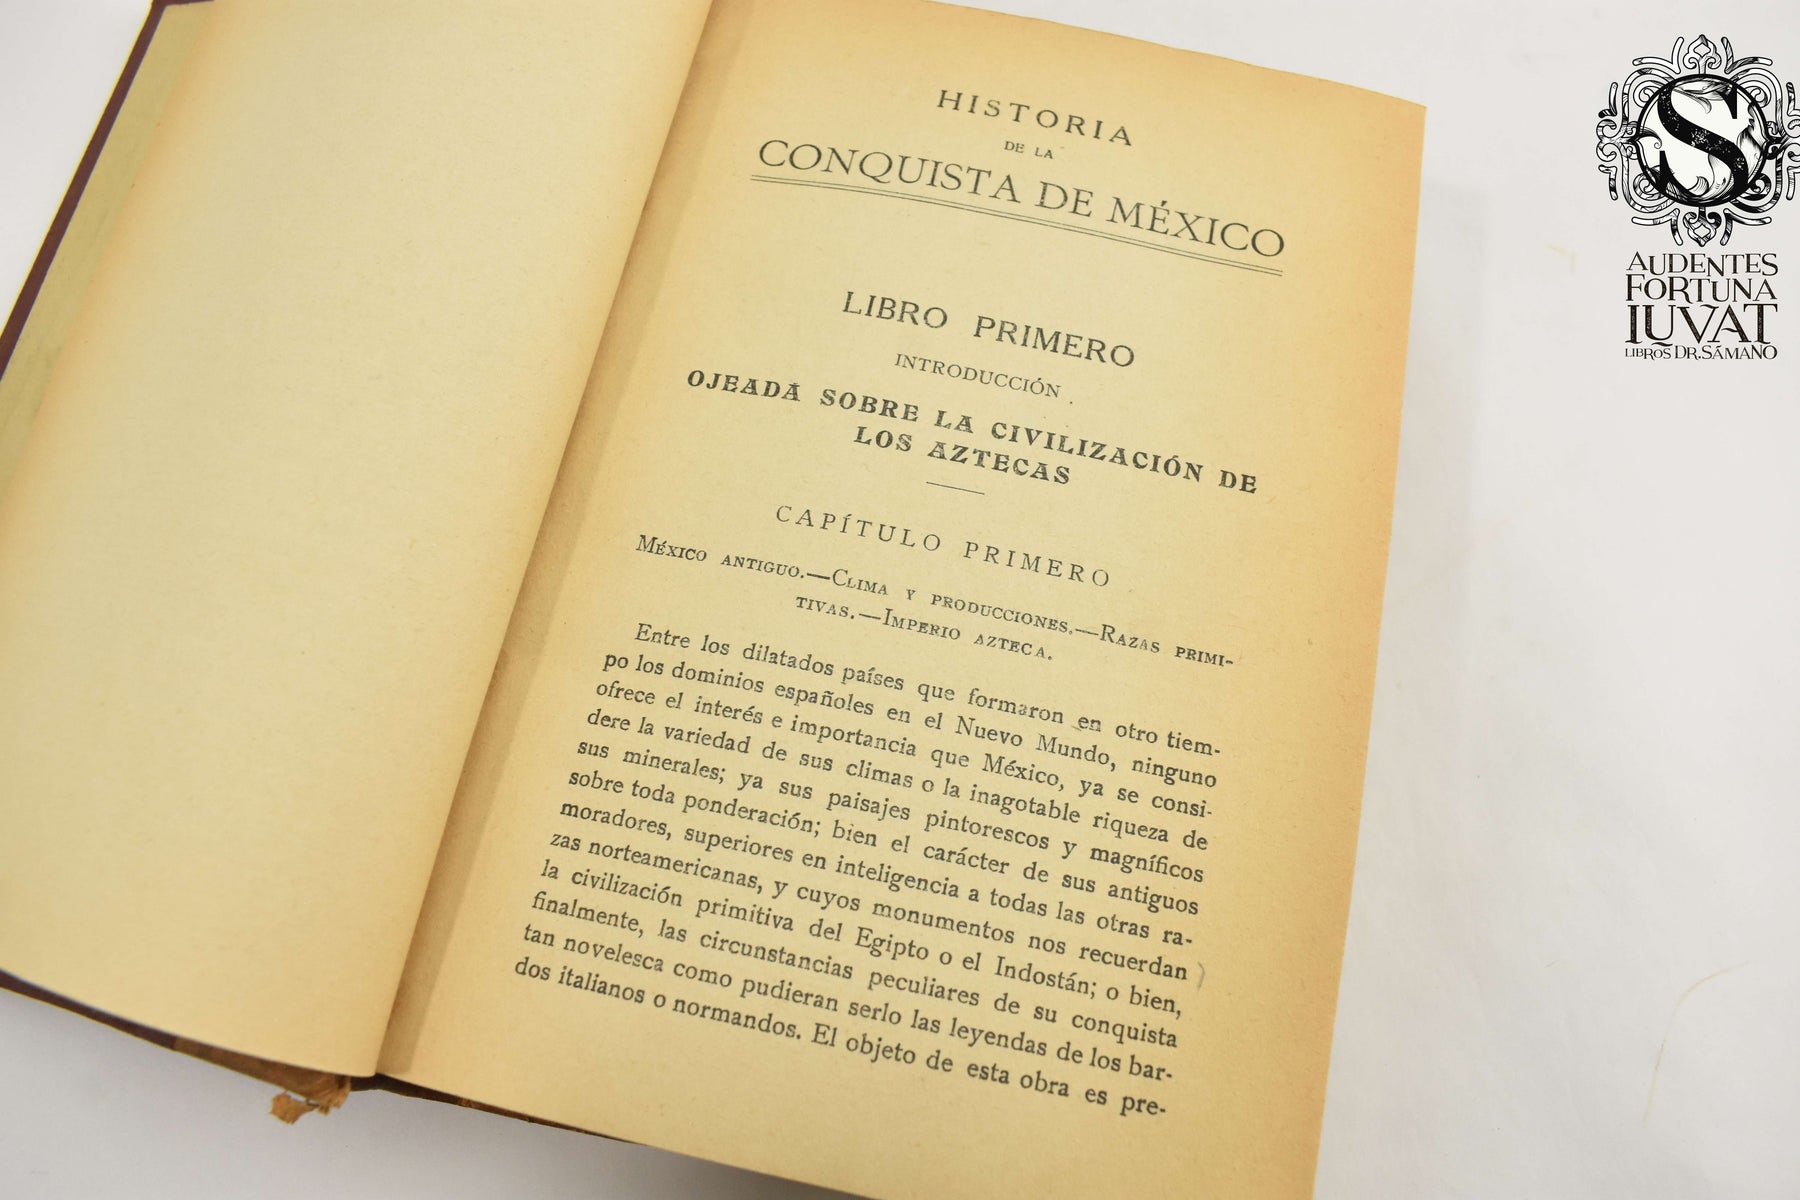 HISTORIA
DE LA
CONQUISTA DE MÉXICO
LIBRO PRIMERO
INTRODUCCIÓN
OJEADA SOBRE LA CIVILIZACIÓN DE
LOS AZTECAS
CAPÍTULO PRIMERO
MÉXICO ANTIGUO.—CLIMA Y PRODUCCIONES.—RAZAS PRIMI-
TIVAS.—IMPERIO AZTECA.
Entre los dilatados países que formaron en otro tiem-
po los dominios españoles en el Nuevo Mundo, ninguno
ofrece el interés e importancia que México, ya se consi-
dere la variedad de sus climas o la inagotable riqueza de
sus minerales; ya sus paisajes pintorescos y magníficos
sobre toda ponderación; bien el carácter de sus antiguos
moradores, superiores en inteligencia a todas las otras ra-
zas norteamericanas, y cuyos monumentos nos recuerdan
la civilización primitiva del Egipto o el Indostán; o bien,
finalmente, las circunstancias peculiares de su conquista
tan novelesca como pudieran serlo las leyendas de los bar-
dos italianos o normandos. El objeto de esta obra es pre-
S
AUDENTES
FORTUNA
IUVAT
LIBROS DR. SÁMANO